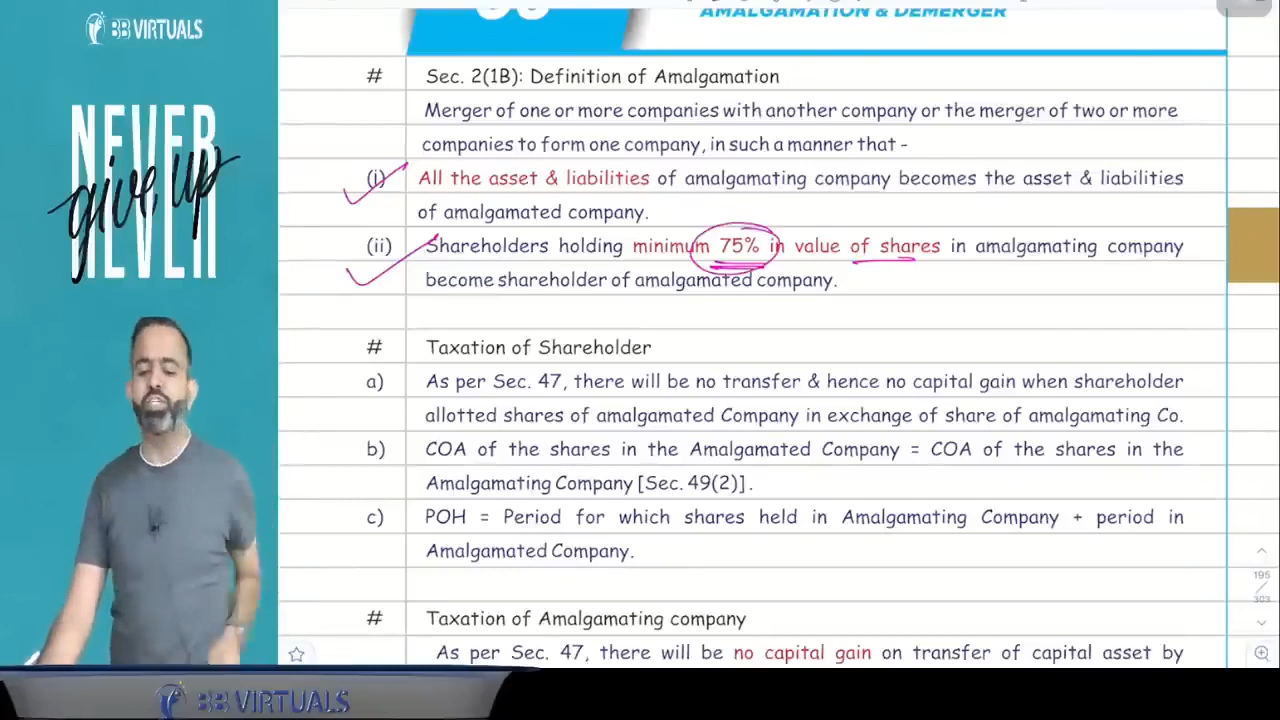 BB VIRTUALS
NEVER
give up
NEVER
AMALGAMATION & DEMERGER
# Sec. 2(1B): Definition of Amalgamation
Merger of one or more companies with another company or the merger of two or more
companies to form one company, in such a manner that -
(i) All the asset & liabilities of amalgamating company becomes the asset & liabilities
of amalgamated company.
(ii) Shareholders holding minimum 75% in value of shares in amalgamating company
become shareholder of amalgamated company.
# Taxation of Shareholder
a) As per Sec. 47, there will be no transfer & hence no capital gain when shareholder
allotted shares of amalgamated Company in exchange of share of amalgamating Co.
b) COA of the shares in the Amalgamated Company = COA of the shares in the
Amalgamating Company [Sec. 49(2)].
c) POH = Period for which shares held in Amalgamating Company + period in
Amalgamated Company.
195
/
303
# Taxation of Amalgamating company
As per Sec. 47, there will be no capital gain on transfer of capital asset by
BB VIRTUALS